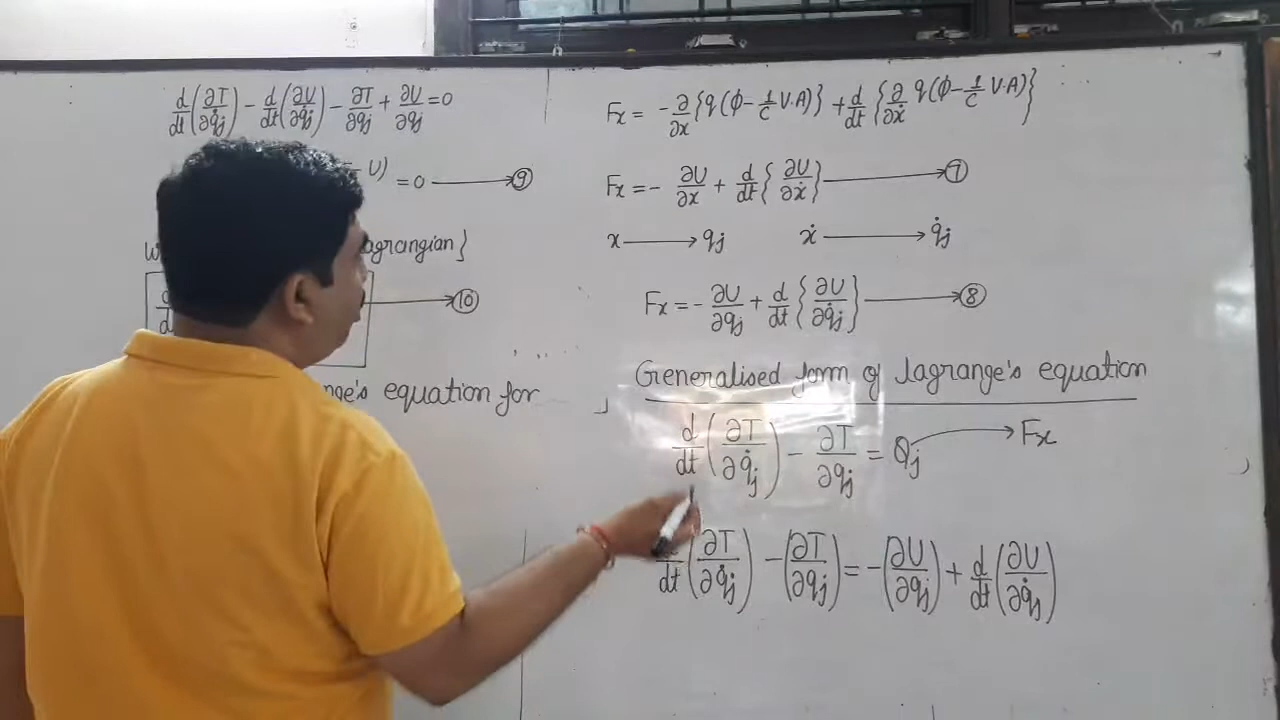 d/dt(∂T/∂q̇j) - d/dt(∂U/∂q̇j) - ∂T/∂qj + ∂U/∂qj = 0
U) = 0 ⟶ ⑨
agrangian}
⟶ ⑩
nge's equation for
Fx = -∂/∂x{q(ϕ - 1/C V·A)} + d/dt{∂/∂ẋ q(ϕ - 1/C V·A)}
Fx = - ∂U/∂x + d/dt{∂U/∂ẋ} ⟶ ⑦
x ⟶ qj ẋ ⟶ q̇j
Fx = - ∂U/∂qj + d/dt{∂U/∂q̇j} ⟶ ⑧
Generalised form of Lagrange's equation
d/dt(∂T/∂q̇j) - ∂T/∂qj = Qj ⟶ Fx
/dt(∂T/∂q̇j) - (∂T/∂qj) = -(∂U/∂qj) + d/dt(∂U/∂q̇j)